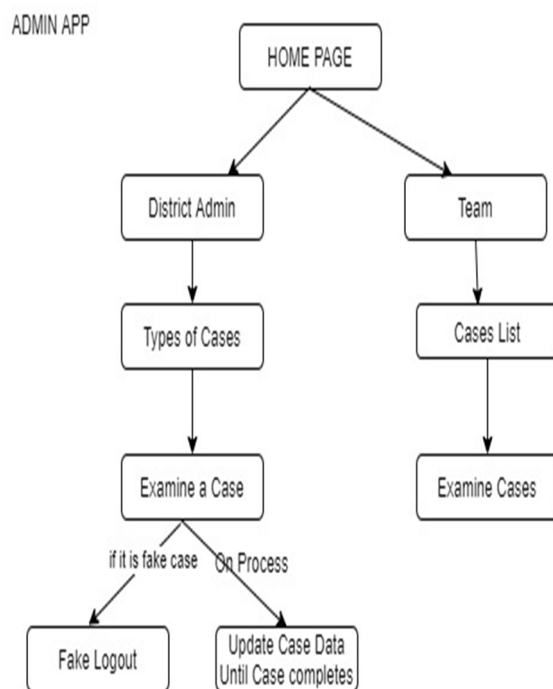 ADMIN APP
HOME PAGE
District Admin
Team
Types of Cases
Cases List
Examine a Case
Examine Cases
if it is fake case
On Process
Fake Logout
Update Case Data
Until Case completes